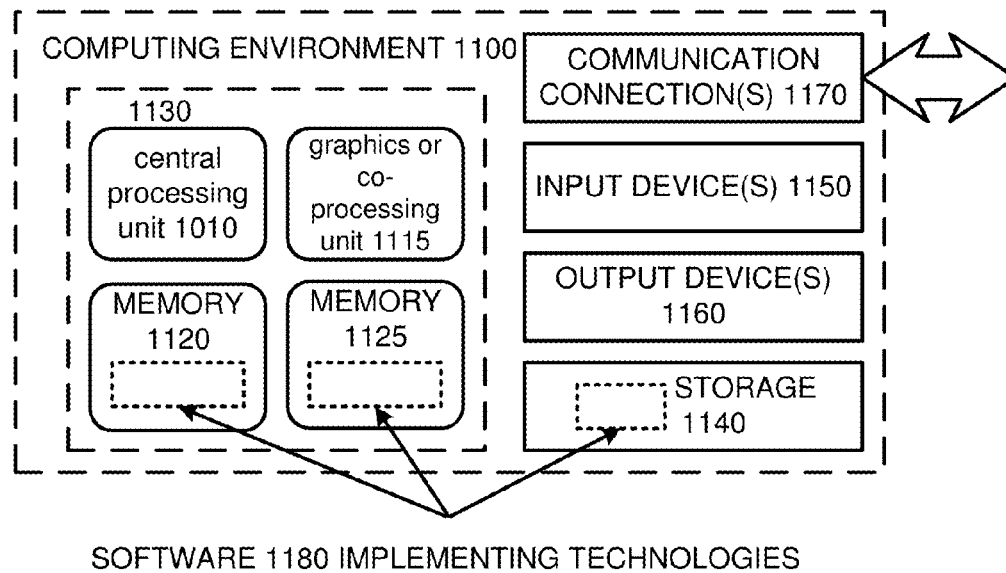 COMPUTING ENVIRONMENT 1100
1130
central
processing
unit 1010
graphics or
co-
processing
unit 1115
MEMORY
1120
MEMORY
1125
COMMUNICATION
CONNECTION(S) 1170
INPUT DEVICE(S) 1150
OUTPUT DEVICE(S)
1160
STORAGE
1140
SOFTWARE 1180 IMPLEMENTING TECHNOLOGIES